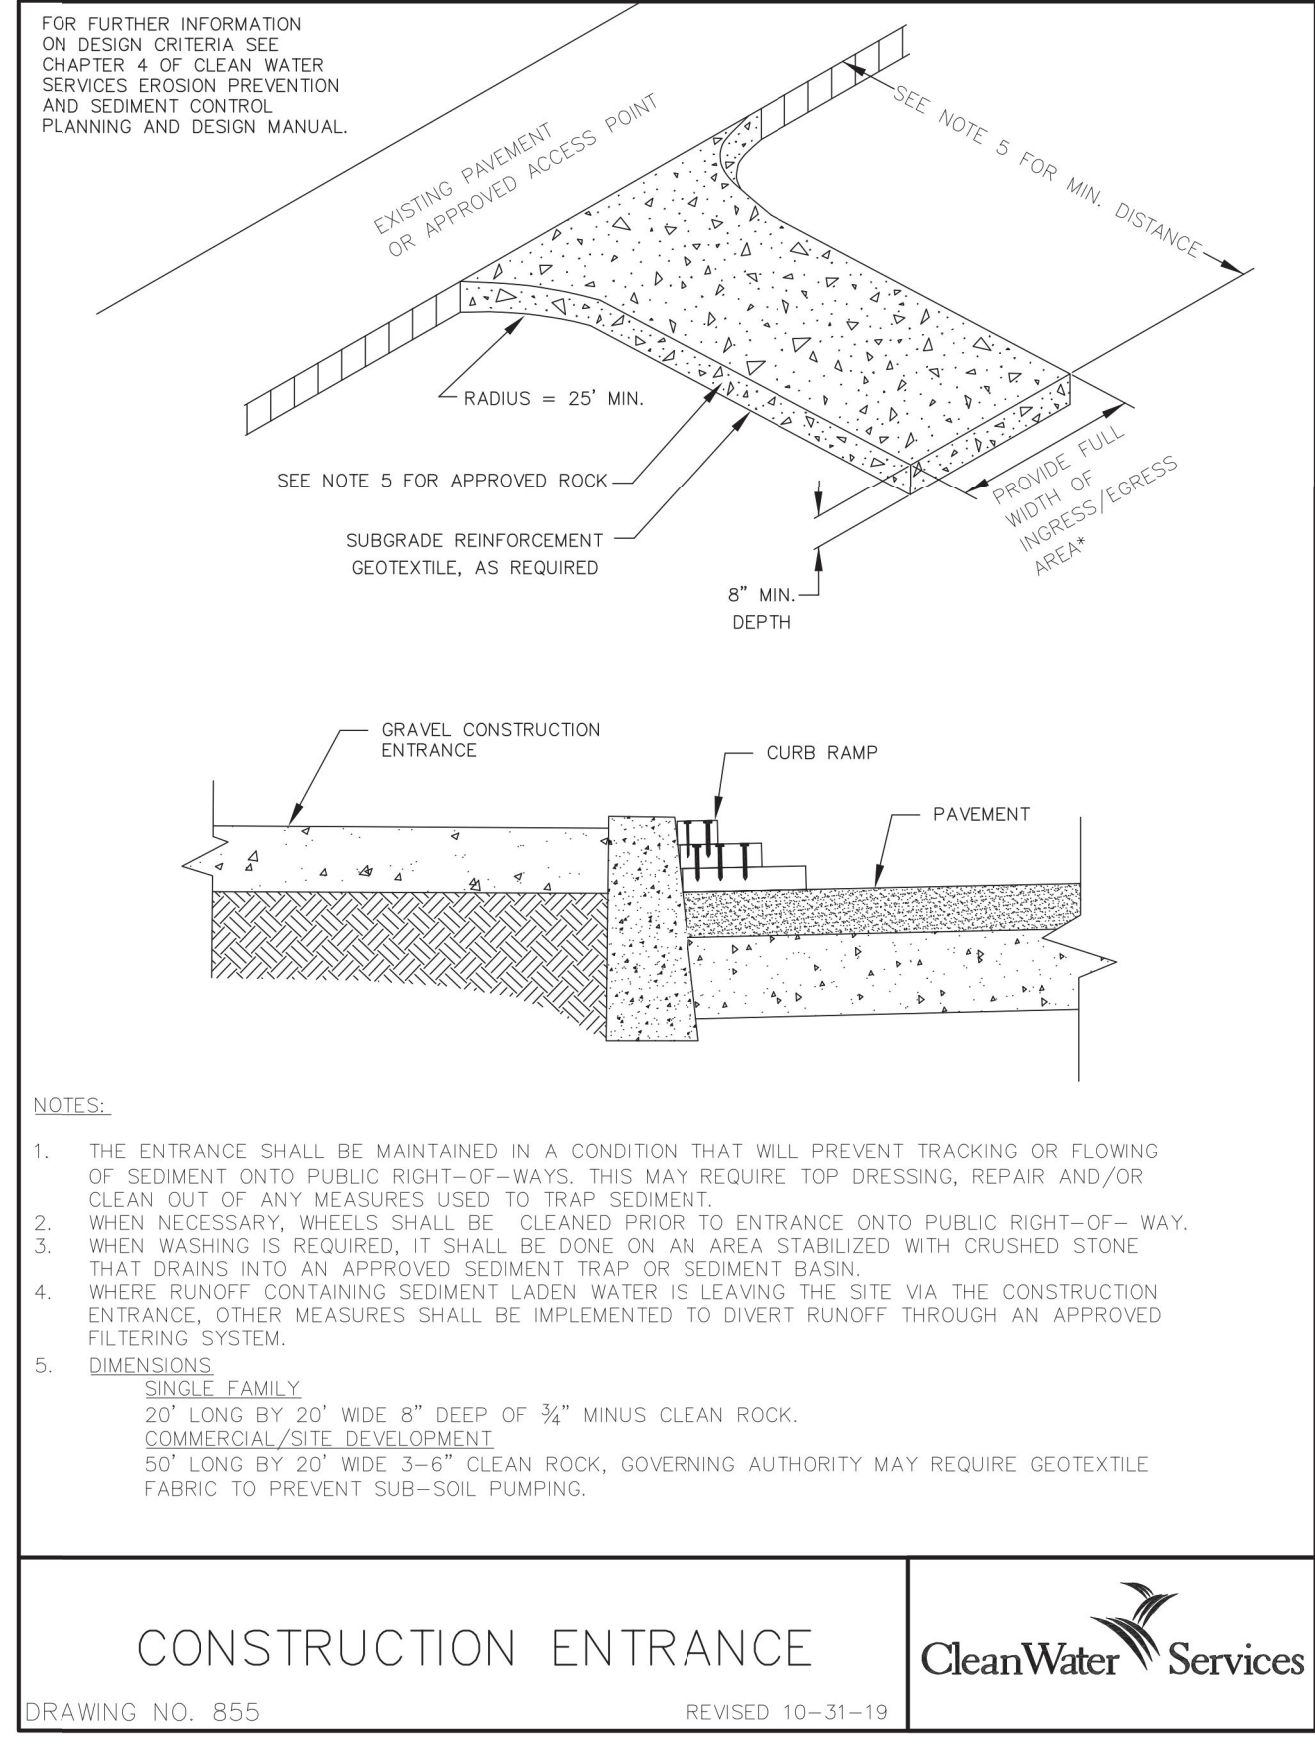 FOR FURTHER INFORMATION
ON DESIGN CRITERIA SEE
CHAPTER 4 OF CLEAN WATER
SERVICES EROSION PREVENTION
AND SEDIMENT CONTROL
PLANNING AND DESIGN MANUAL.
EXISTING PAVEMENT
OR APPROVED ACCESS POINT
SEE NOTE 5 FOR MIN. DISTANCE
RADIUS = 25' MIN.
SEE NOTE 5 FOR APPROVED ROCK
SUBGRADE REINFORCEMENT
GEOTEXTILE, AS REQUIRED
PROVIDE FULL
WIDTH OF
INGRESS/EGRESS
AREA*
8" MIN.
DEPTH
GRAVEL CONSTRUCTION
ENTRANCE
CURB RAMP
PAVEMENT
NOTES:
1. THE ENTRANCE SHALL BE MAINTAINED IN A CONDITION THAT WILL PREVENT TRACKING OR FLOWING
OF SEDIMENT ONTO PUBLIC RIGHT-OF-WAYS. THIS MAY REQUIRE TOP DRESSING, REPAIR AND/OR
CLEAN OUT OF ANY MEASURES USED TO TRAP SEDIMENT.
2. WHEN NECESSARY, WHEELS SHALL BE CLEANED PRIOR TO ENTRANCE ONTO PUBLIC RIGHT-OF- WAY.
3. WHEN WASHING IS REQUIRED, IT SHALL BE DONE ON AN AREA STABILIZED WITH CRUSHED STONE
THAT DRAINS INTO AN APPROVED SEDIMENT TRAP OR SEDIMENT BASIN.
4. WHERE RUNOFF CONTAINING SEDIMENT LADEN WATER IS LEAVING THE SITE VIA THE CONSTRUCTION
ENTRANCE, OTHER MEASURES SHALL BE IMPLEMENTED TO DIVERT RUNOFF THROUGH AN APPROVED
FILTERING SYSTEM.
5. DIMENSIONS
SINGLE FAMILY
20' LONG BY 20' WIDE 8" DEEP OF ¾" MINUS CLEAN ROCK.
COMMERCIAL/SITE DEVELOPMENT
50' LONG BY 20' WIDE 3-6" CLEAN ROCK, GOVERNING AUTHORITY MAY REQUIRE GEOTEXTILE
FABRIC TO PREVENT SUB-SOIL PUMPING.
CONSTRUCTION ENTRANCE
DRAWING NO. 855
REVISED 10-31-19
CleanWater Services